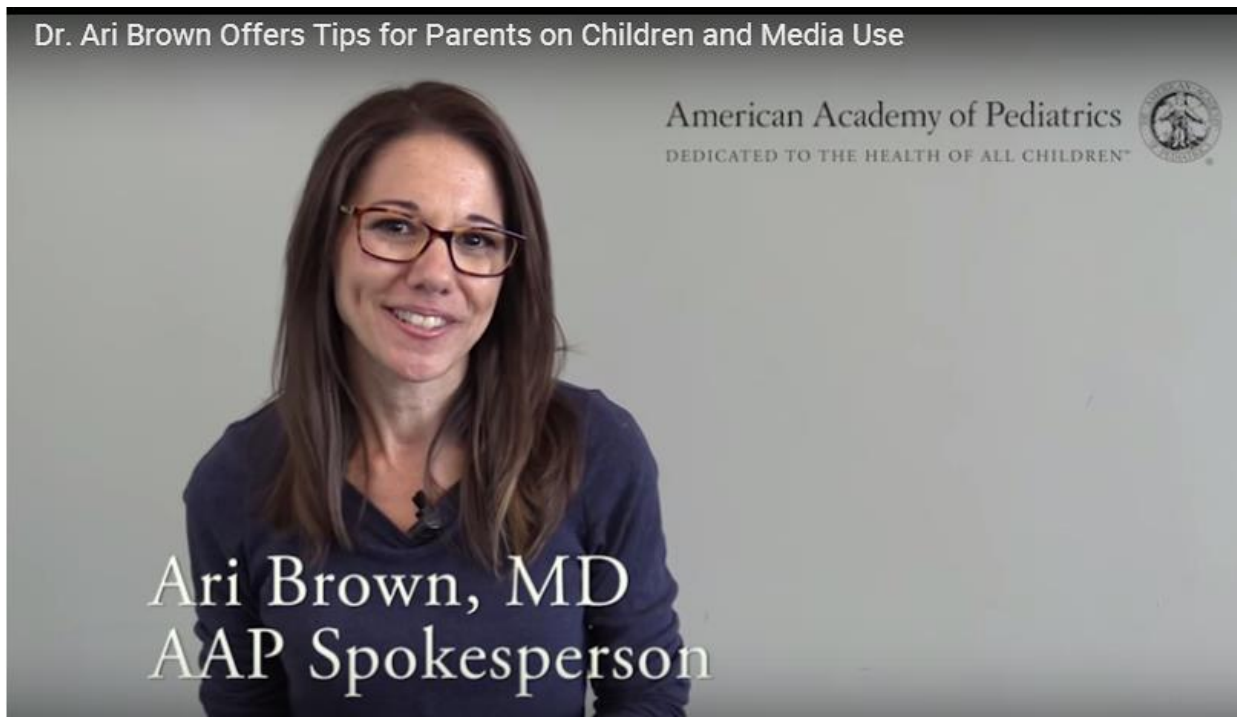 Dr. Ari Brown Offers Tips for Parents on Children and Media Use
American Academy of Pediatrics
DEDICATED TO THE HEALTH OF ALL CHILDREN™
Ari Brown, MD
AAP Spokesperson